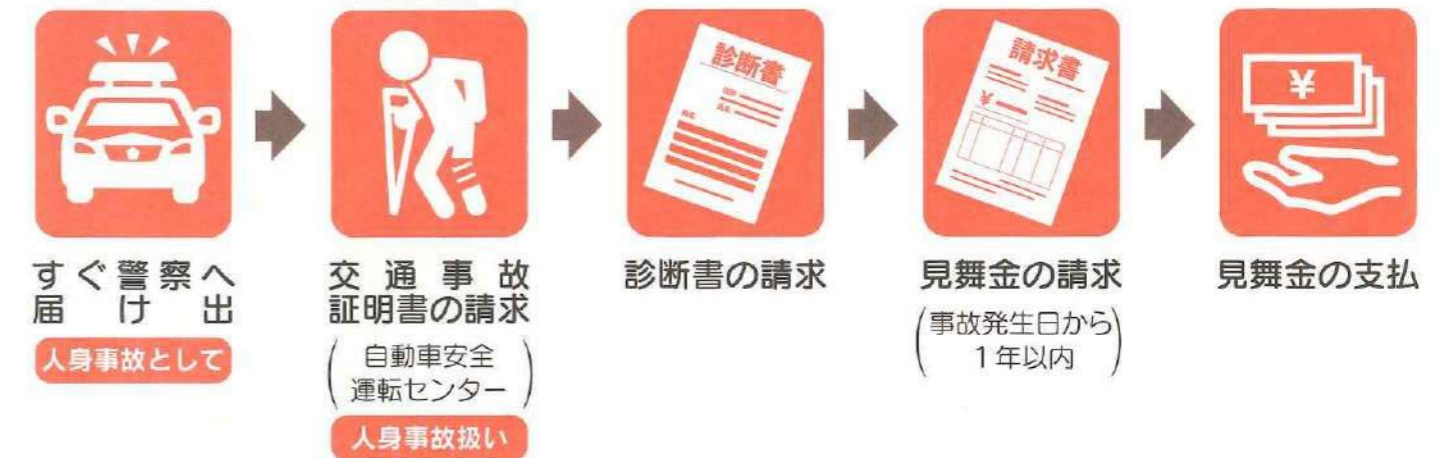 すぐ警察へ
届け出
人身事故として
交通事故
証明書の請求
(自動車安全
運転センター)
人身事故扱い
診断書
診断書の請求
請求書
¥
見舞金の請求
(事故発生日から
1年以内)
¥
見舞金の支払